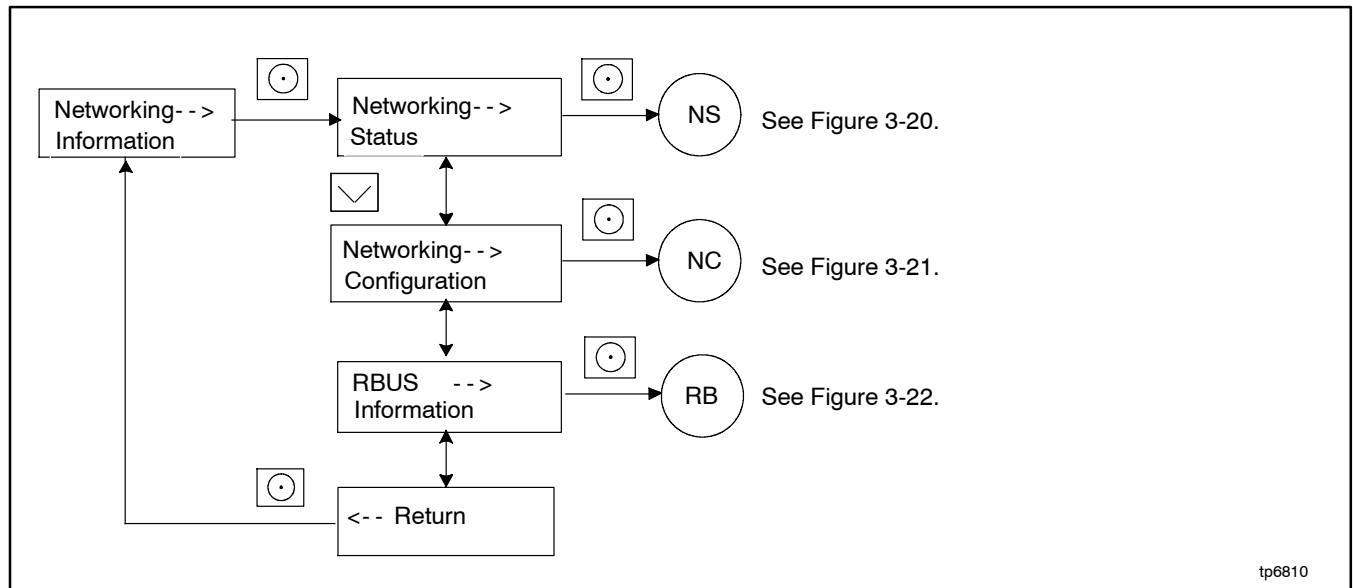 Networking- - >
Information
Networking- - >
Status
NS
See Figure 3-20.
Networking- - >
Configuration
NC
See Figure 3-21.
RBUS - - >
Information
RB
See Figure 3-22.
<- - Return
tp6810